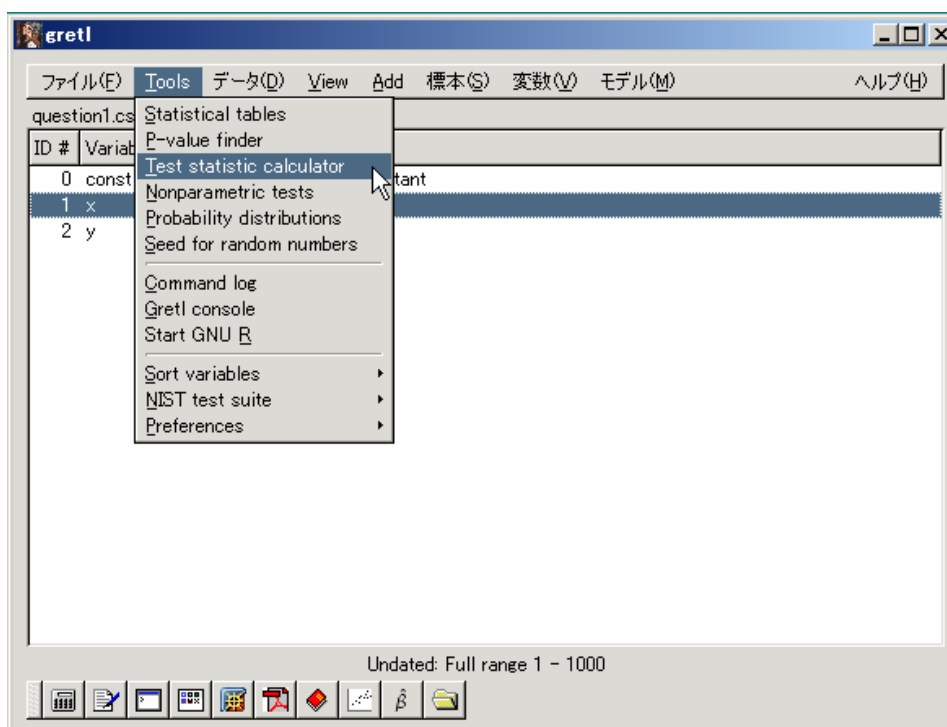 gretl
ファイル(F) Tools データ(D) View Add 標本(S) 変数(V) モデル(M) ヘルプ(H)
question1.cs
Statistical tables
ID # Variab
P-value finder
Test statistic calculator
0 const tant
Nonparametric tests
1 x
Probability distributions
2 y
Seed for random numbers
Command log
Gretl console
Start GNU R
Sort variables
NIST test suite
Preferences
Undated: Full range 1 - 1000
β̂